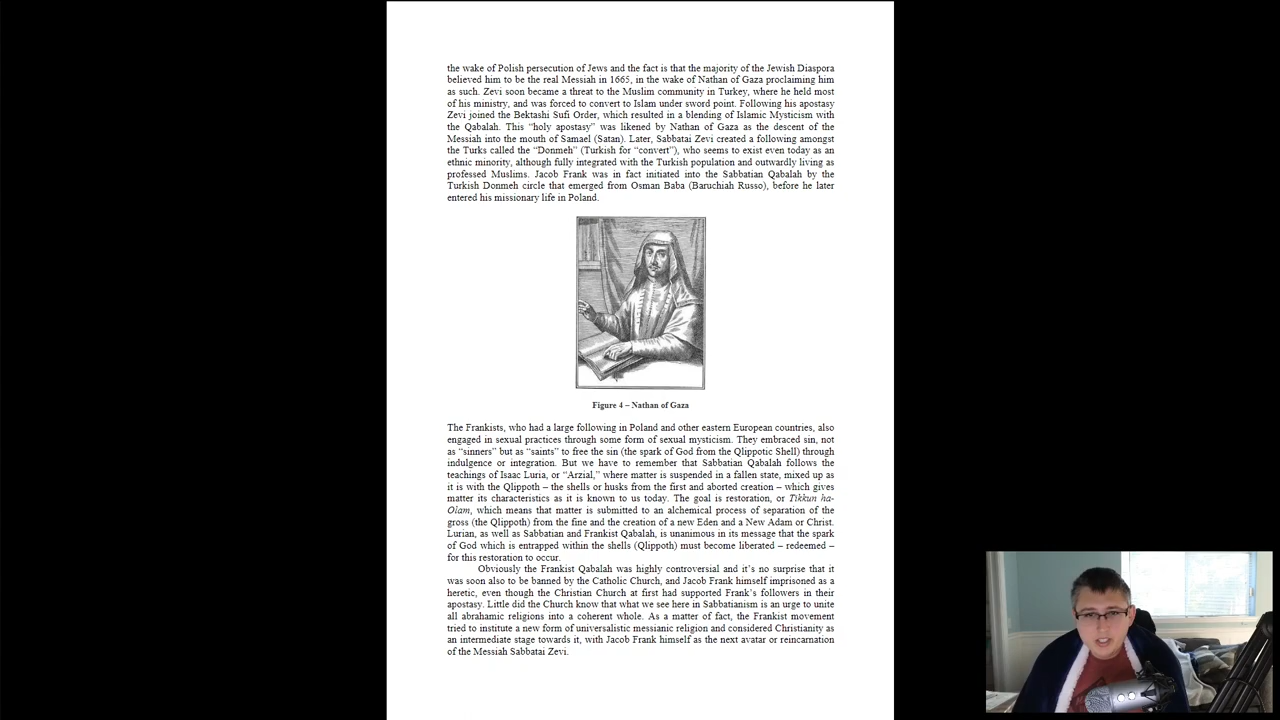 the wake of Polish persecution of Jews and the fact is that the majority of the Jewish Diaspora
believed him to be the real Messiah in 1665, in the wake of Nathan of Gaza proclaiming him
as such. Zevi soon became a threat to the Muslim community in Turkey, where he held most
of his ministry, and was forced to convert to Islam under sword point. Following his apostasy
Zevi joined the Bektashi Sufi Order, which resulted in a blending of Islamic Mysticism with
the Qabalah. This “holy apostasy” was likened by Nathan of Gaza as the descent of the
Messiah into the mouth of Samael (Satan). Later, Sabbatai Zevi created a following amongst
the Turks called the “Donmeh” (Turkish for “convert”), who seems to exist even today as an
ethnic minority, although fully integrated with the Turkish population and outwardly living as
professed Muslims. Jacob Frank was in fact initiated into the Sabbatian Qabalah by the
Turkish Donmeh circle that emerged from Osman Baba (Baruchiah Russo), before he later
entered his missionary life in Poland.
Figure 4 – Nathan of Gaza
The Frankists, who had a large following in Poland and other eastern European countries, also
engaged in sexual practices through some form of sexual mysticism. They embraced sin, not
as “sinners” but as “saints” to free the sin (the spark of God from the Qlippotic Shell) through
indulgence or integration. But we have to remember that Sabbatian Qabalah follows the
teachings of Isaac Luria, or “Arzial,” where matter is suspended in a fallen state, mixed up as
it is with the Qlippoth – the shells or husks from the first and aborted creation – which gives
matter its characteristics as it is known to us today. The goal is restoration, or Tikkun ha-
Olam, which means that matter is submitted to an alchemical process of separation of the
gross (the Qlippoth) from the fine and the creation of a new Eden and a New Adam or Christ.
Lurian, as well as Sabbatian and Frankist Qabalah, is unanimous in its message that the spark
of God which is entrapped within the shells (Qlippoth) must become liberated – redeemed –
for this restoration to occur.
Obviously the Frankist Qabalah was highly controversial and it’s no surprise that it
was soon also to be banned by the Catholic Church, and Jacob Frank himself imprisoned as a
heretic, even though the Christian Church at first had supported Frank’s followers in their
apostasy. Little did the Church know that what we see here in Sabbatianism is an urge to unite
all abrahamic religions into a coherent whole. As a matter of fact, the Frankist movement
tried to institute a new form of universalistic messianic religion and considered Christianity as
an intermediate stage towards it, with Jacob Frank himself as the next avatar or reincarnation
of the Messiah Sabbatai Zevi.